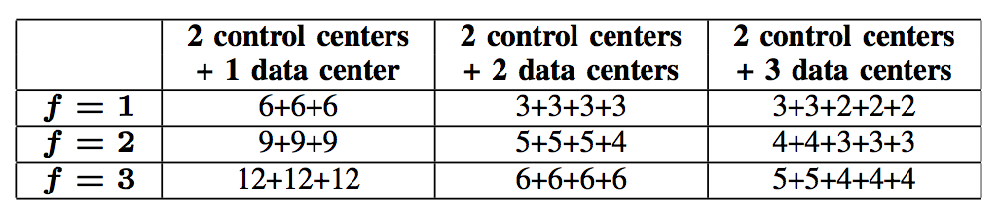 2 control centers + 1 data center 2 control centers + 2 data centers 2 control centers + 3 data centers
f = 1 6+6+6 3+3+3+3 3+3+2+2+2
f = 2 9+9+9 5+5+5+4 4+4+3+3+3
f = 3 12+12+12 6+6+6+6 5+5+4+4+4